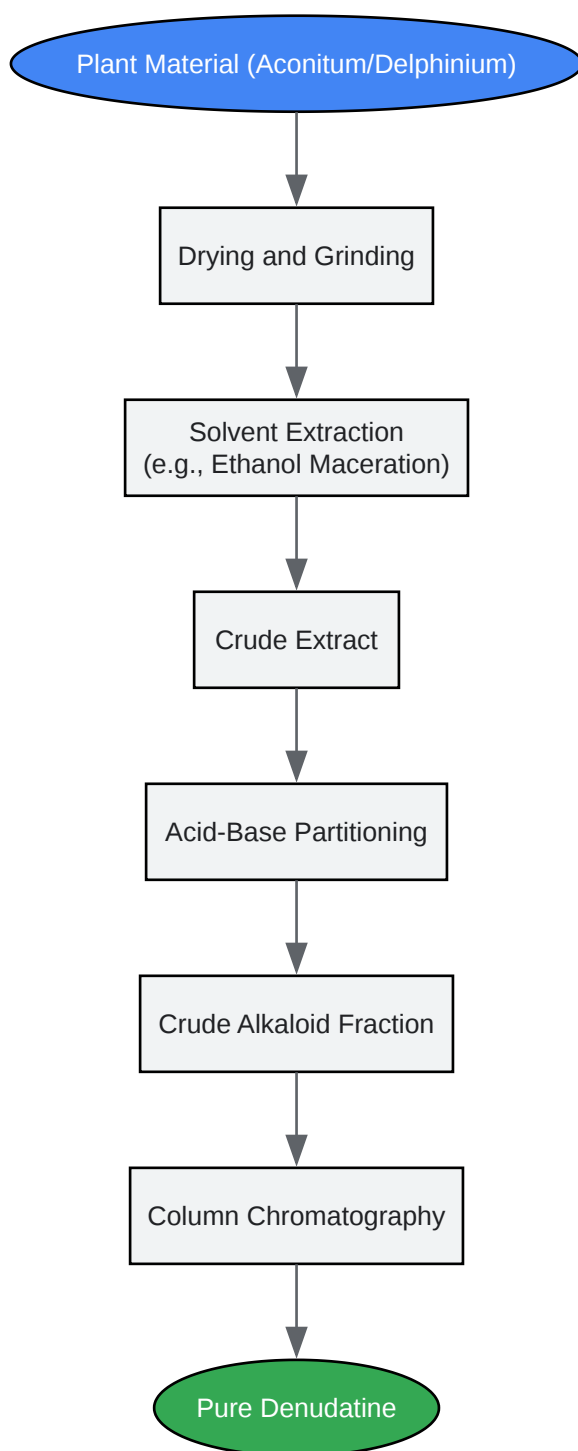 Plant Material (Aconitum/Delphinium)
Drying and Grinding
Solvent Extraction
(e.g., Ethanol Maceration)
Crude Extract
Acid-Base Partitioning
Crude Alkaloid Fraction
Column Chromatography
Pure Denudatine